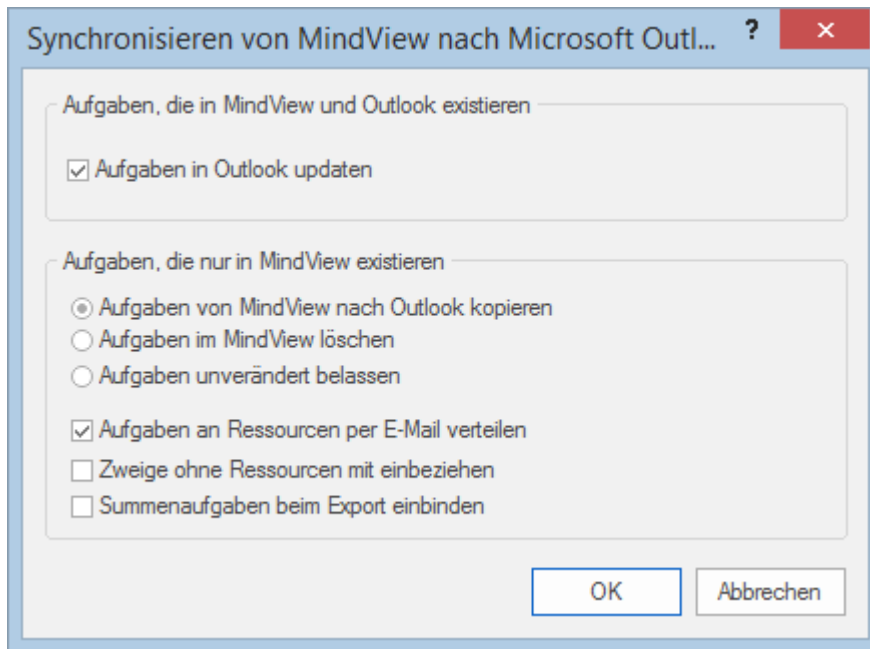 Synchronisieren von MindView nach Microsoft Outl...
?
Aufgaben, die in MindView und Outlook existieren
Aufgaben in Outlook updaten
Aufgaben, die nur in MindView existieren
Aufgaben von MindView nach Outlook kopieren
Aufgaben im MindView löschen
Aufgaben unverändert belassen
Aufgaben an Ressourcen per E-Mail verteilen
Zweige ohne Ressourcen mit einbeziehen
Summenaufgaben beim Export einbinden
OK
Abbrechen